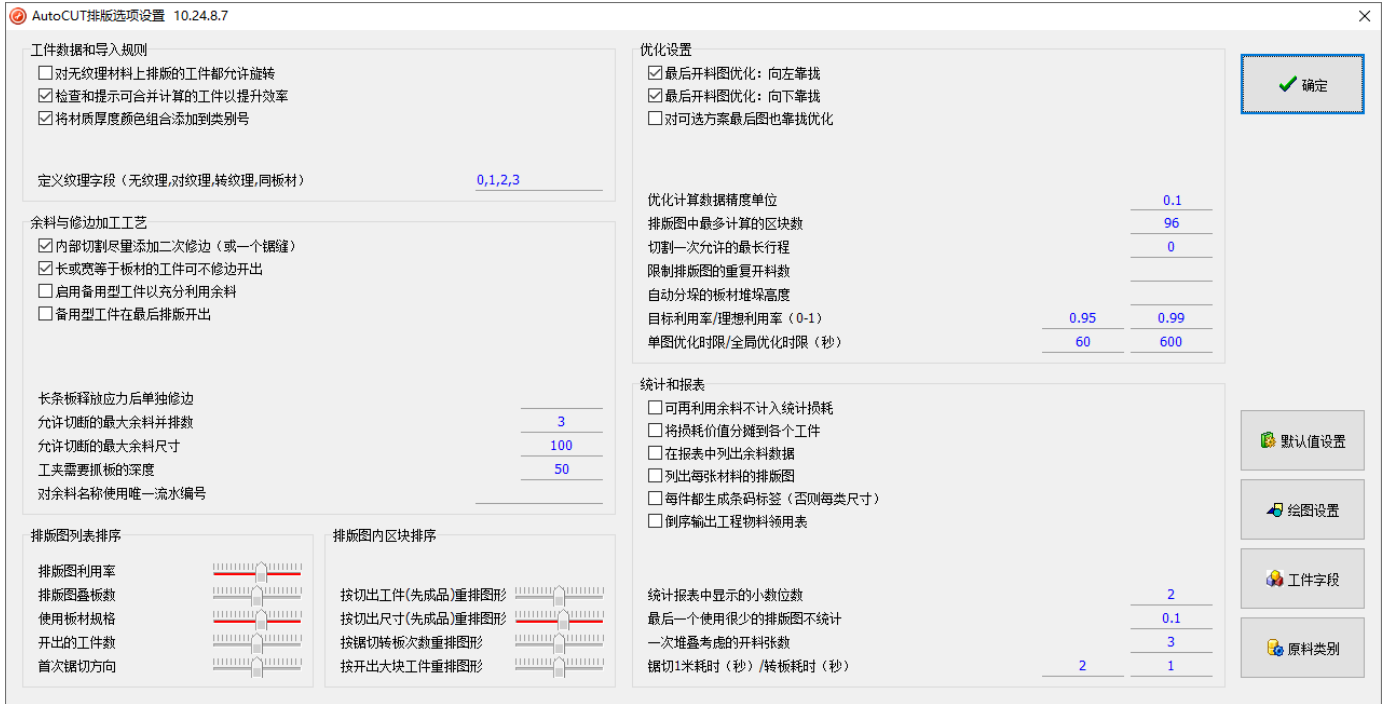 AutoCUT排版选项设置 10.24.8.7
工件数据和导入规则
对无纹理材料上排版的工件都允许旋转
检查和提示可合并计算的工件以提升效率
将材质厚度颜色组合添加到类别号
定义纹理字段（无纹理,对纹理,转纹理,同板材） 0,1,2,3
余料与修边加工工艺
内部切割尽量添加二次修边（或一个锯缝）
长或宽等于板材的工件可不修边开出
启用备用型工件以充分利用余料
备用型工件在最后排版开出
长条板释放应力后单独修边
允许切断的最大余料并排数 3
允许切断的最大余料尺寸 100
工夹需要抓板的深度 50
对余料名称使用唯一流水编号
排版图列表排序
排版图利用率
排版图叠板数
使用板材规格
开出的工件数
首次锯切方向
排版图内区块排序
按切出工件(先成品)重排图形
按切出尺寸(先成品)重排图形
按锯切转板次数重排图形
按开出大块工件重排图形
优化设置
最后开料图优化：向左靠拢
最后开料图优化：向下靠拢
对可选方案最后图也靠拢优化
优化计算数据精度单位 0.1
排版图中最多计算的区块数 96
切割一次允许的最长行程 0
限制排版图的重复开料数
自动分垛的板材堆垛高度
目标利用率/理想利用率（0-1） 0.95 0.99
单图优化时限/全局优化时限（秒） 60 600
统计和报表
可再利用余料不计入统计损耗
将损耗价值分摊到各个工件
在报表中列出余料数据
列出每张材料的排版图
每件都生成条码标签（否则每类尺寸）
倒序输出工程物料领用表
统计报表中显示的小数位数 2
最后一个使用很少的排版图不统计 0.1
一次堆叠考虑的开料张数 3
锯切1米耗时（秒）/转板耗时（秒） 2 1
确定
默认值设置
绘图设置
工件字段
原料类别